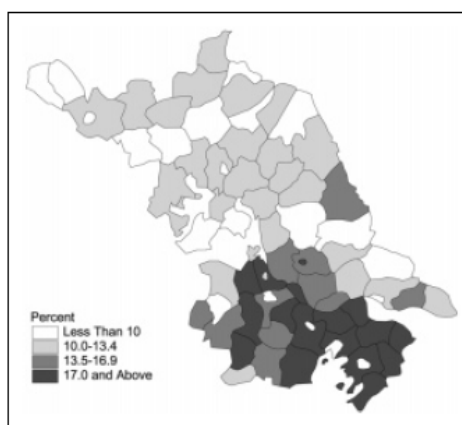 Percent
Less Than 10
10.0-13.4
13.5-16.9
17.0 and Above